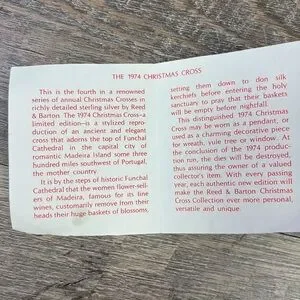 THE 1974 CHRISTMAS CROSS
This is the fourth in a renowned
series of annual Christmas Crosses in
richly detailed sterling silver by Reed
& Barton. The 1974 Christmas Cross—a
limited edition—is a stylized repro-
duction of an ancient and elegant
cross that adorns the top of Funchal
Cathedral in the capital city of
romantic Madeira Island some three
hundred miles southwest of Portugal,
the mother country.
It is by the steps of historic Funchal
Cathedral that the women flower-sell-
ers of Madeira, famous for its fine
wines, customarily remove from their
heads their huge baskets of blossoms,
setting them down to don silk
kerchiefs before entering the holy
sanctuary to pray that their baskets
will be empty before nightfall.
This distinguished 1974 Christmas
Cross may be worn as a pendant, or
used as a charming decorative piece
for wreath, yule tree or window. At
the conclusion of the 1974 produc-
tion run, the dies will be destroyed,
thus assuring the owner of a valued
collector's item. With every passing
year, each authentic new edition will
make the Reed & Barton Christmas
Cross Collection ever more personal,
versatile and unique.